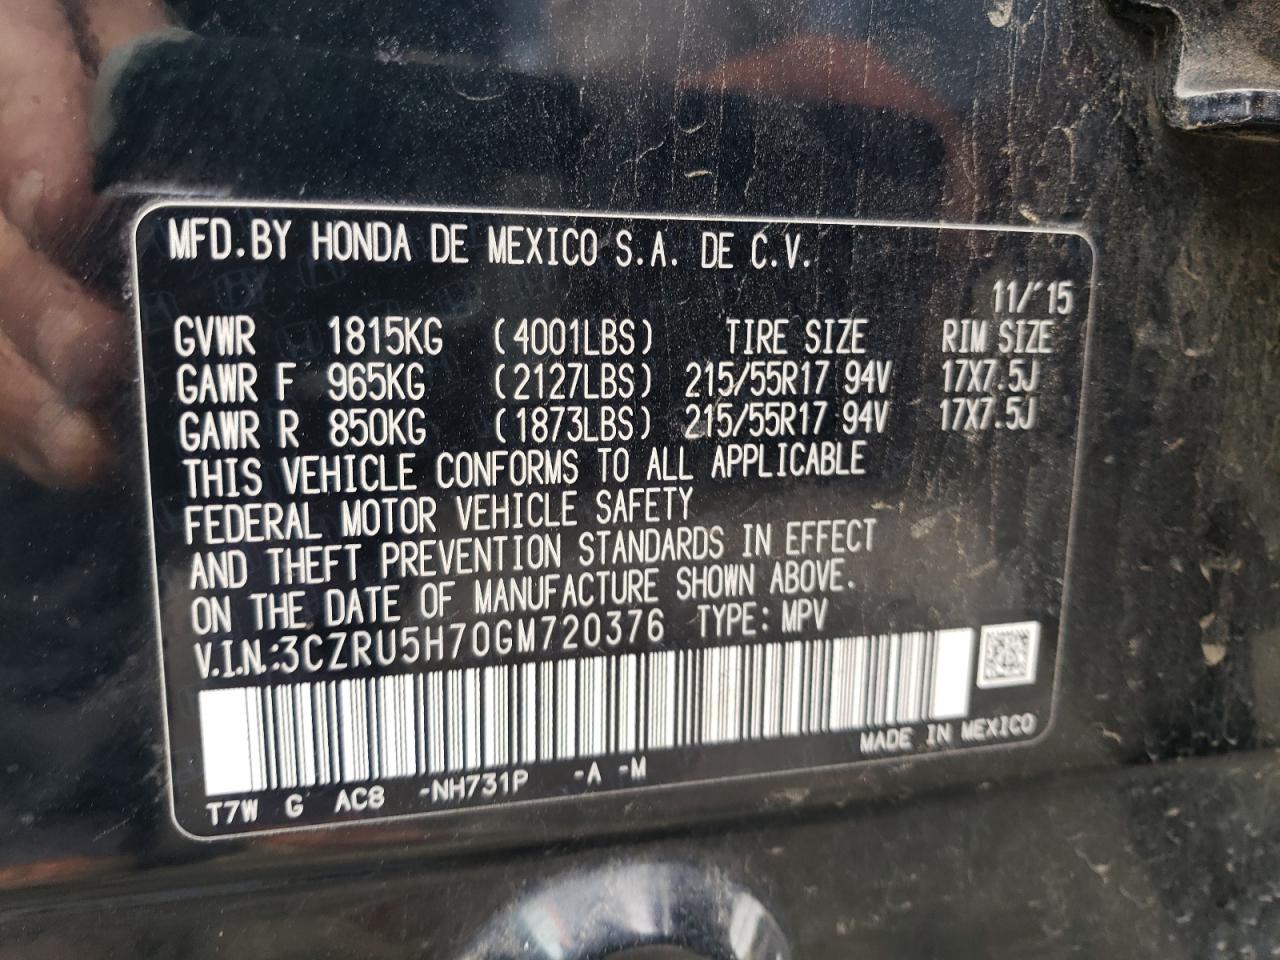 MFD.BY HONDA DE MEXICO S.A. DE C.V.
11/'15
GVWR 1815KG (4001LBS) TIRE SIZE RIM SIZE
GAWR F 965KG (2127LBS) 215/55R17 94V 17X7.5J
GAWR R 850KG (1873LBS) 215/55R17 94V 17X7.5J
THIS VEHICLE CONFORMS TO ALL APPLICABLE
FEDERAL MOTOR VEHICLE SAFETY
AND THEFT PREVENTION STANDARDS IN EFFECT
ON THE DATE OF MANUFACTURE SHOWN ABOVE.
V.I.N.:3CZRU5H70GM720376 TYPE: MPV
MADE IN MEXICO
T7W G AC8 -NH731P -A -M